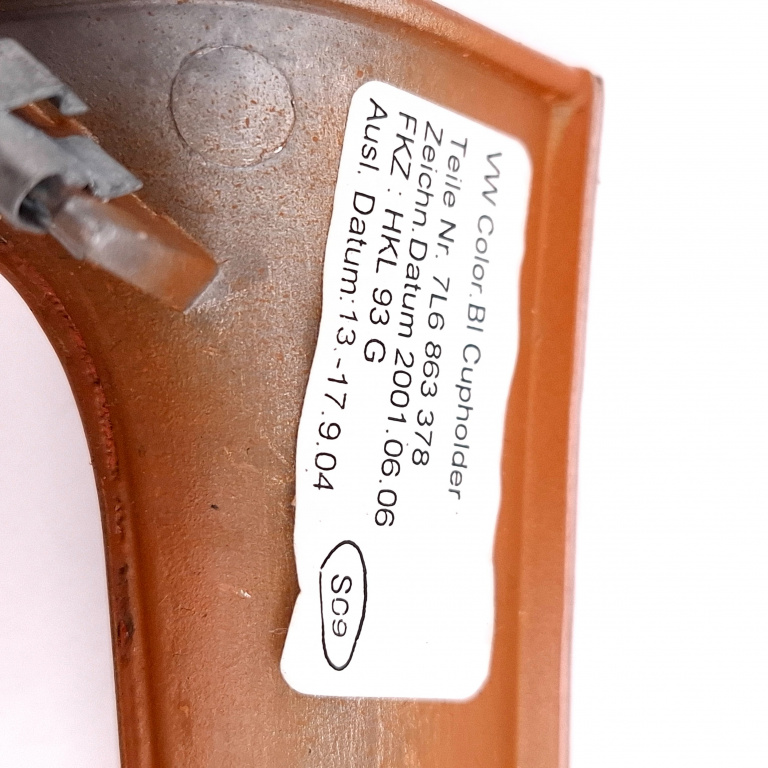 VW Color.Bl Cupholder
Teile Nr. 7L6 863 378
Zeichn.Datum 2001.06.06
FKZ: HKL 93 G
Ausl. Datum:13.-17.9.04
SC9